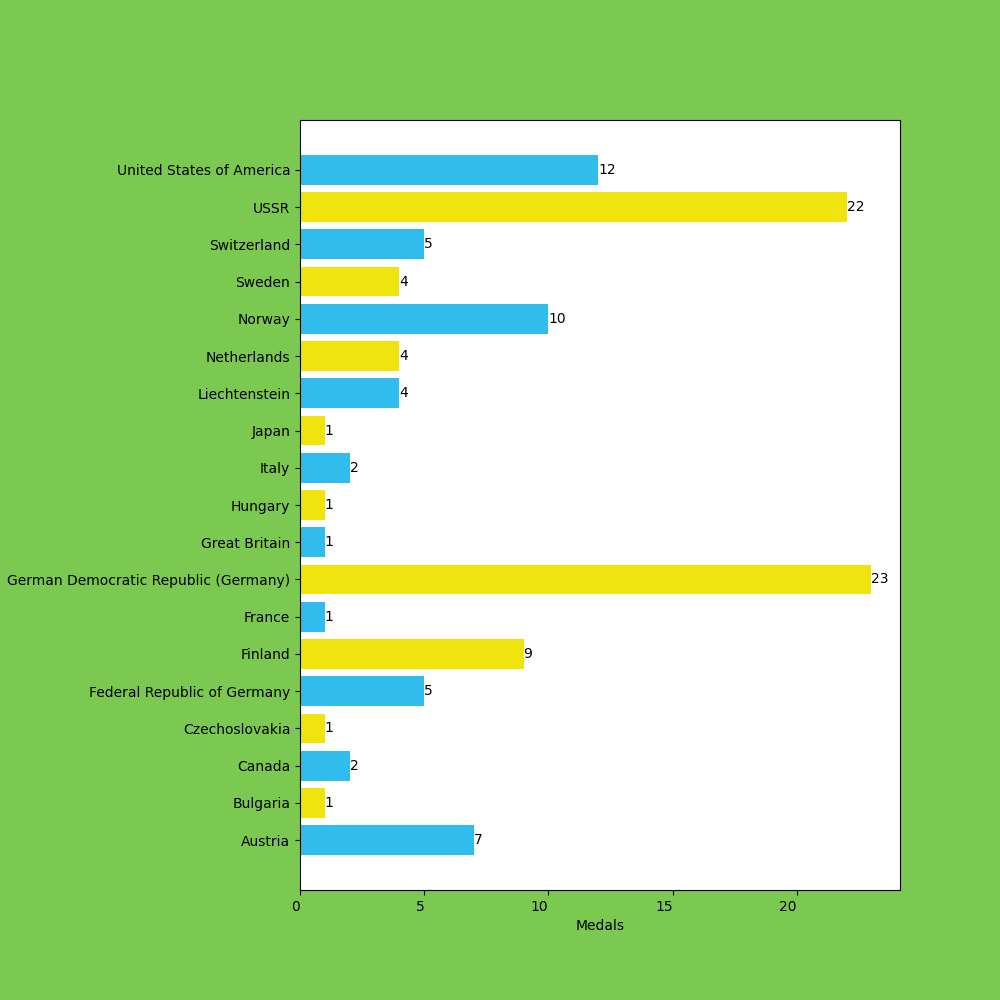 United States of America 12
USSR 22
Switzerland 5
Sweden 4
Norway 10
Netherlands 4
Liechtenstein 4
Japan 1
Italy 2
Hungary 1
Great Britain 1
German Democratic Republic (Germany) 23
France 1
Finland 9
Federal Republic of Germany 5
Czechoslovakia 1
Canada 2
Bulgaria 1
Austria 7
0 5 10 15 20
Medals